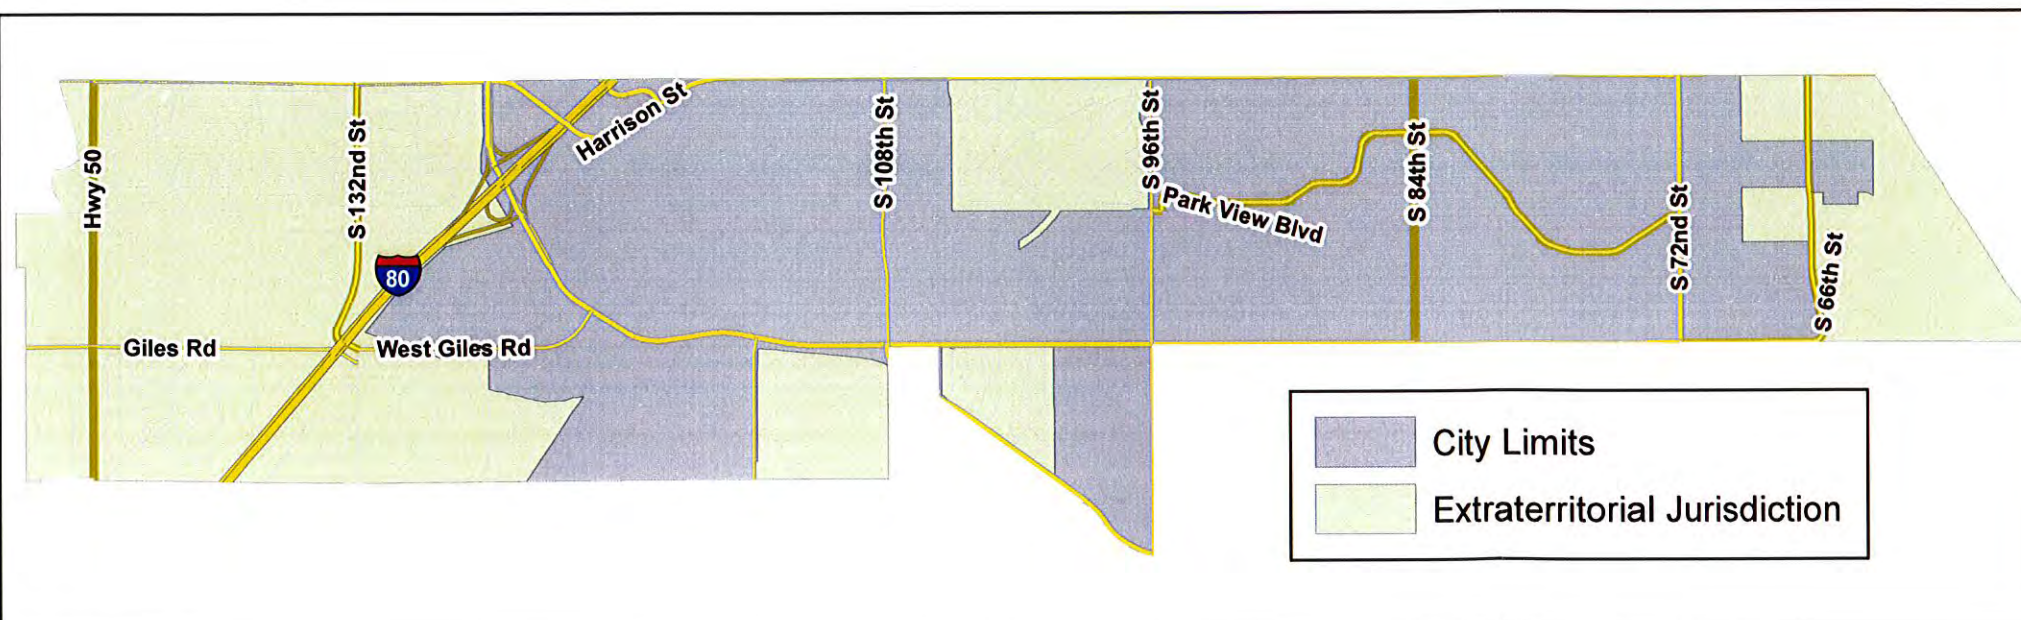 Hwy 50
S 132nd St
Harrison St
S 108th St
S 96th St
Park View Blvd
S 84th St
S 72nd St
S 66th St
80
Giles Rd
West Giles Rd
City Limits
Extraterritorial Jurisdiction